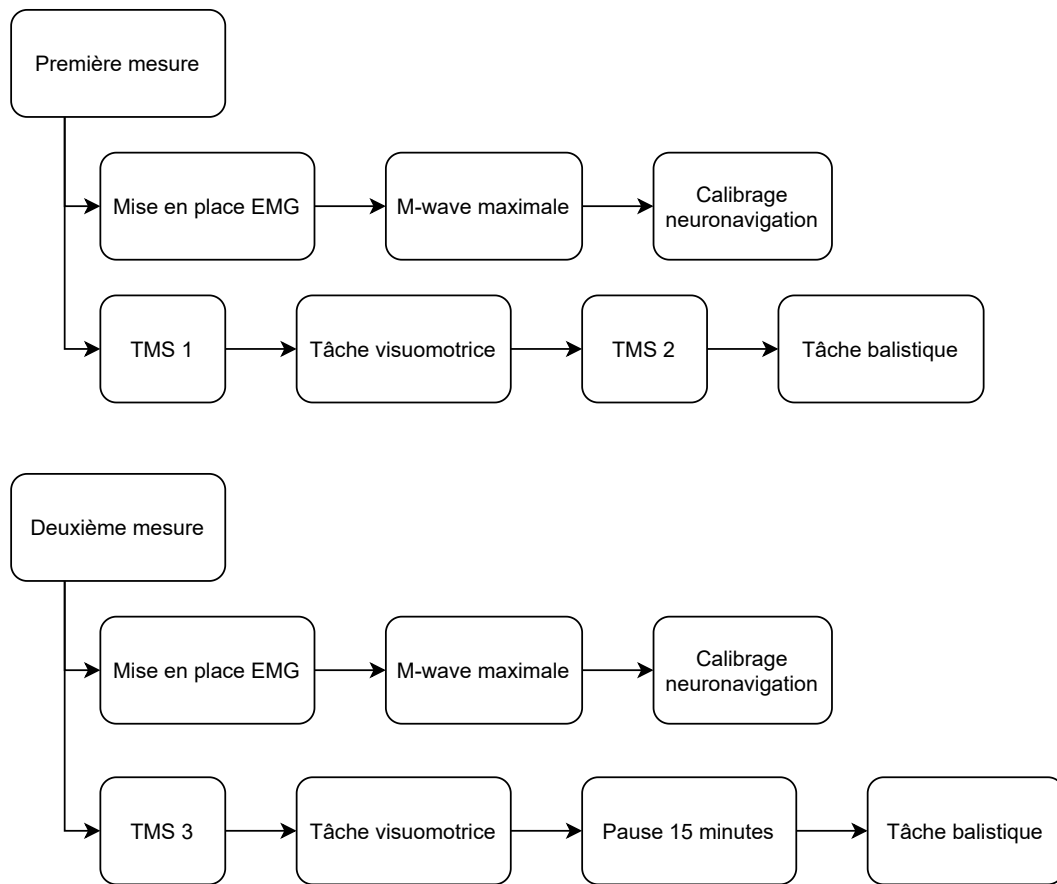 Première mesure
Mise en place EMG
M-wave maximale
Calibrage
neuronavigation
TMS 1
Tâche visuomotrice
TMS 2
Tâche balistique
Deuxième mesure
Mise en place EMG
M-wave maximale
Calibrage
neuronavigation
TMS 3
Tâche visuomotrice
Pause 15 minutes
Tâche balistique